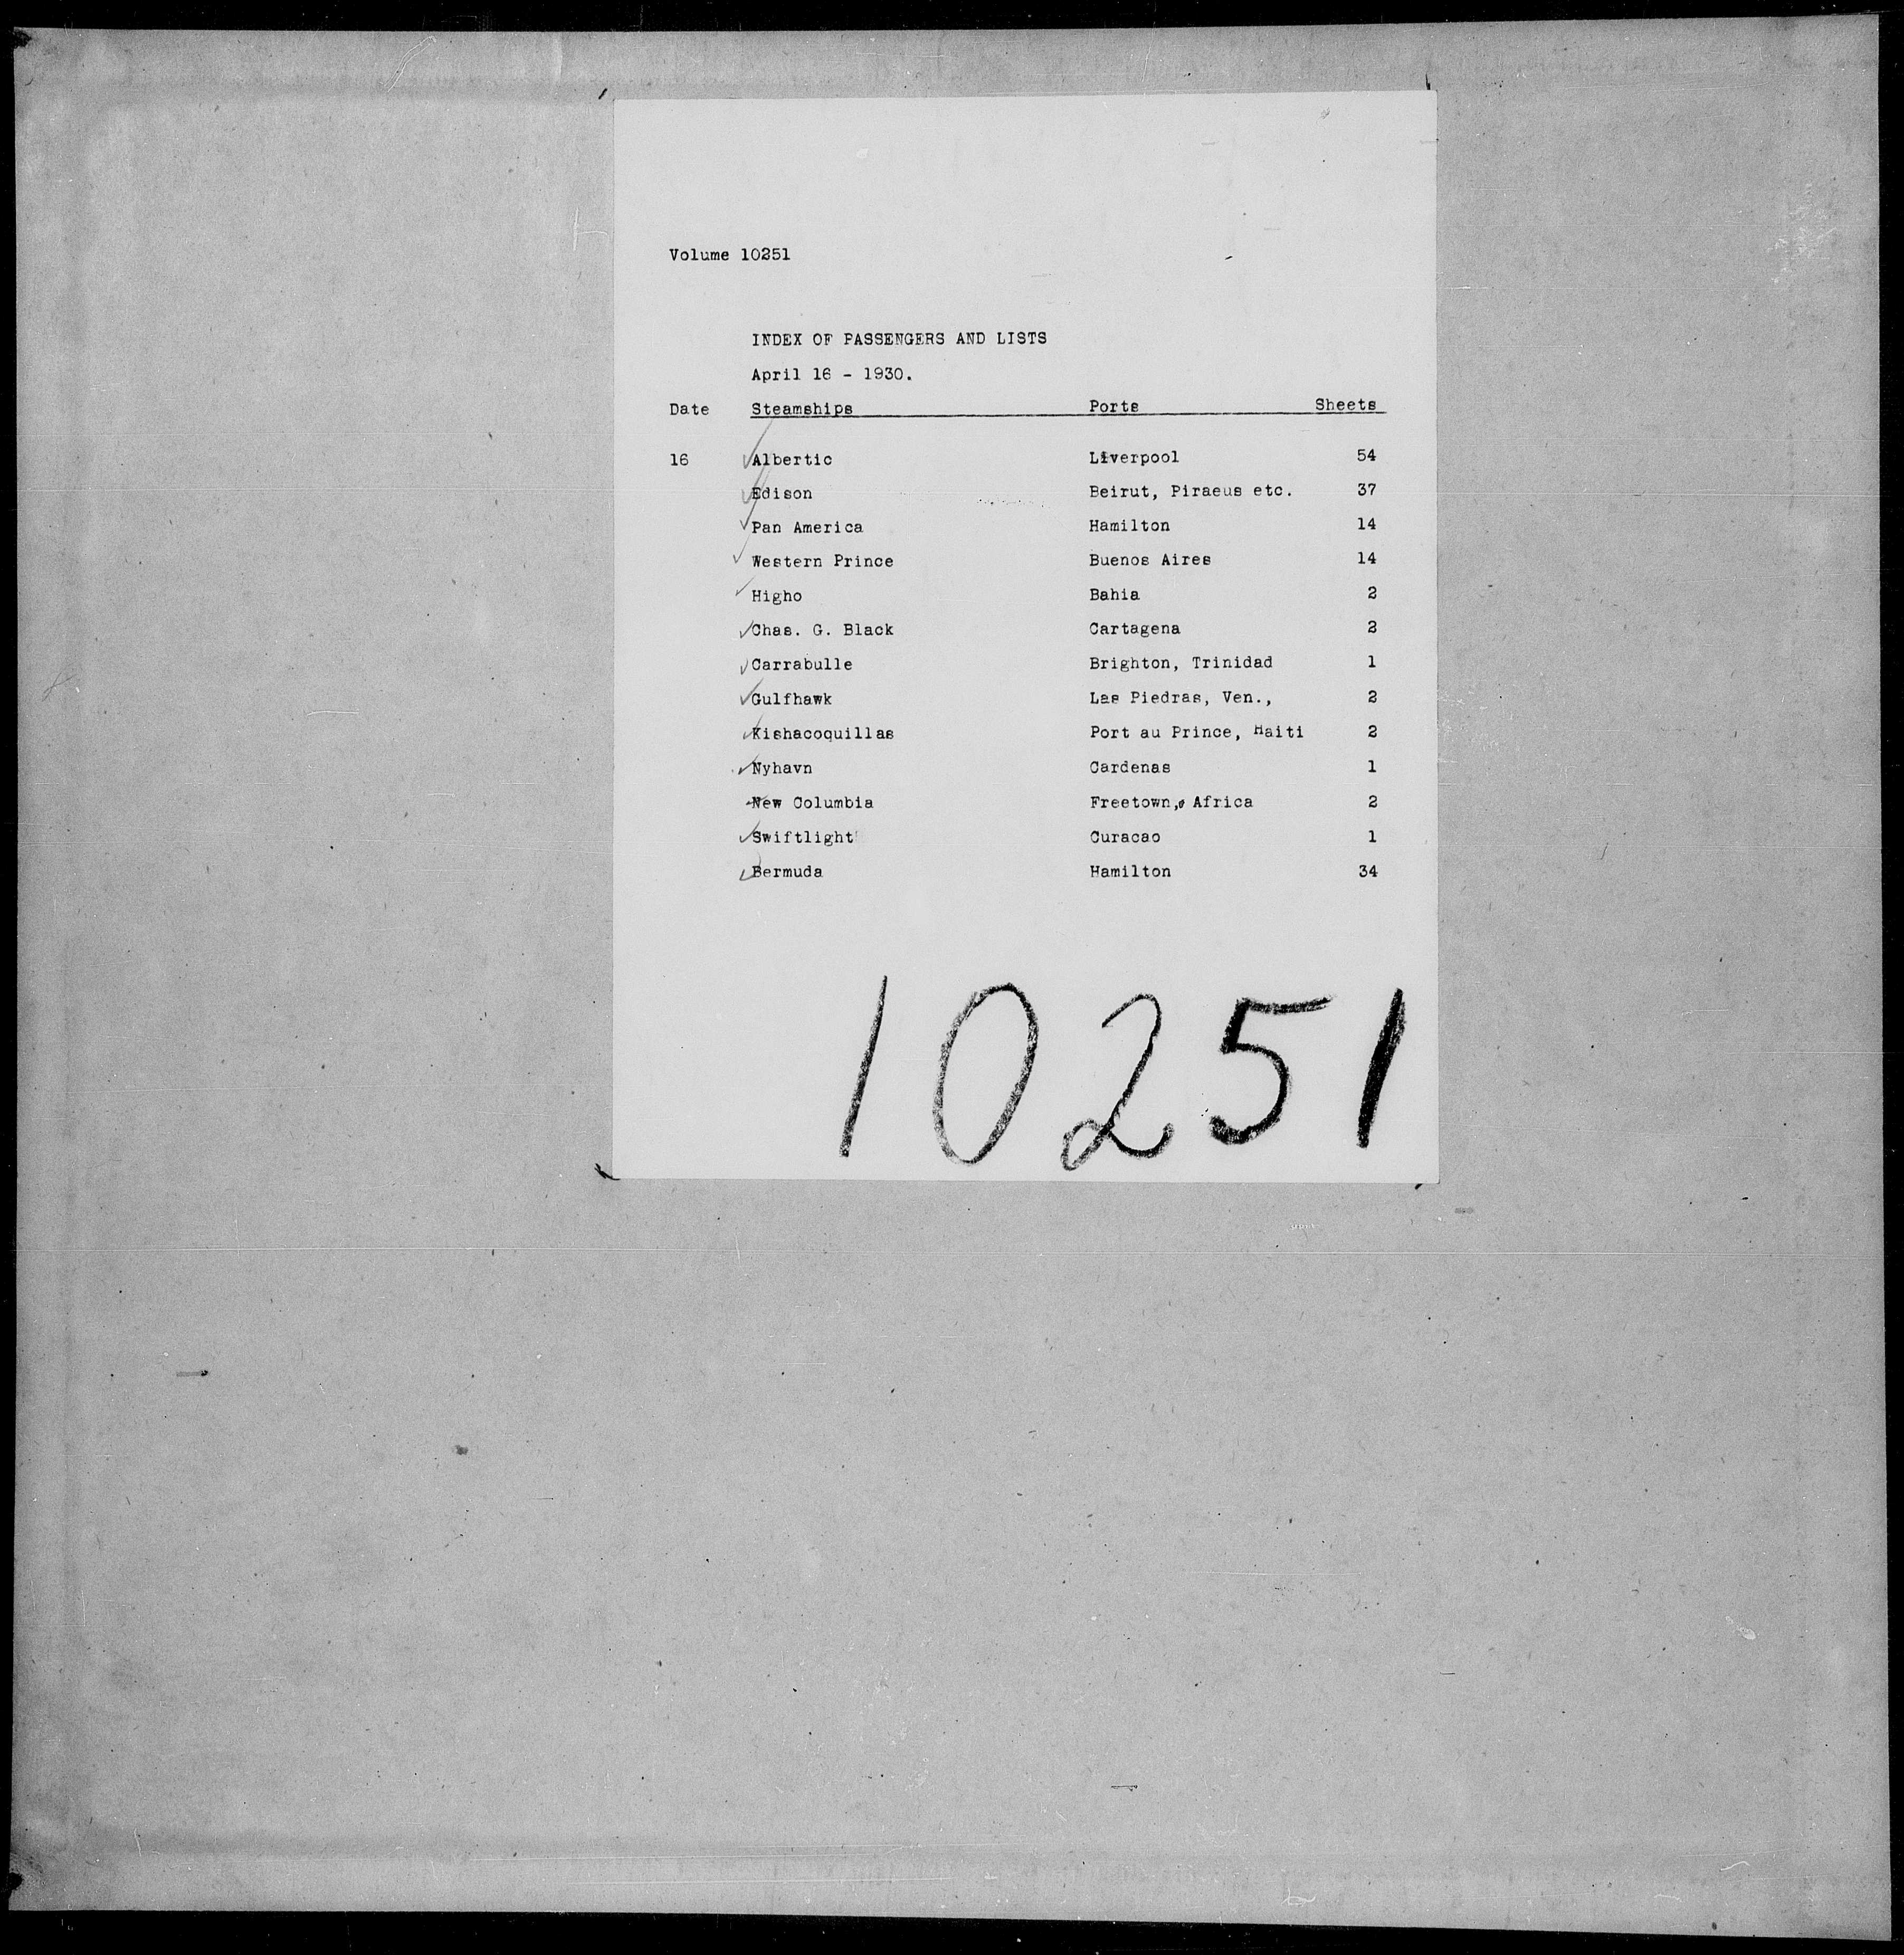 Volume 10251
INDEX OF PASSENGERS AND LISTS
April 16 - 1930.
Date Steamships Ports Sheets
16 Albertic Liverpool 54
Edison Beirut, Piraeus etc. 37
Pan America Hamilton 14
Western Prince Buenos Aires 14
Higho Bahia 2
Chas. G. Black Cartagena 2
Carrabulle Brighton, Trinidad 1
Gulfhawk Las Piedras, Ven., 2
Kishacoquillas Port au Prince, Haiti 2
Nyhavn Cardenas 1
New Columbia Freetown, Africa 2
Swiftlight Curacao 1
Bermuda Hamilton 34
10251